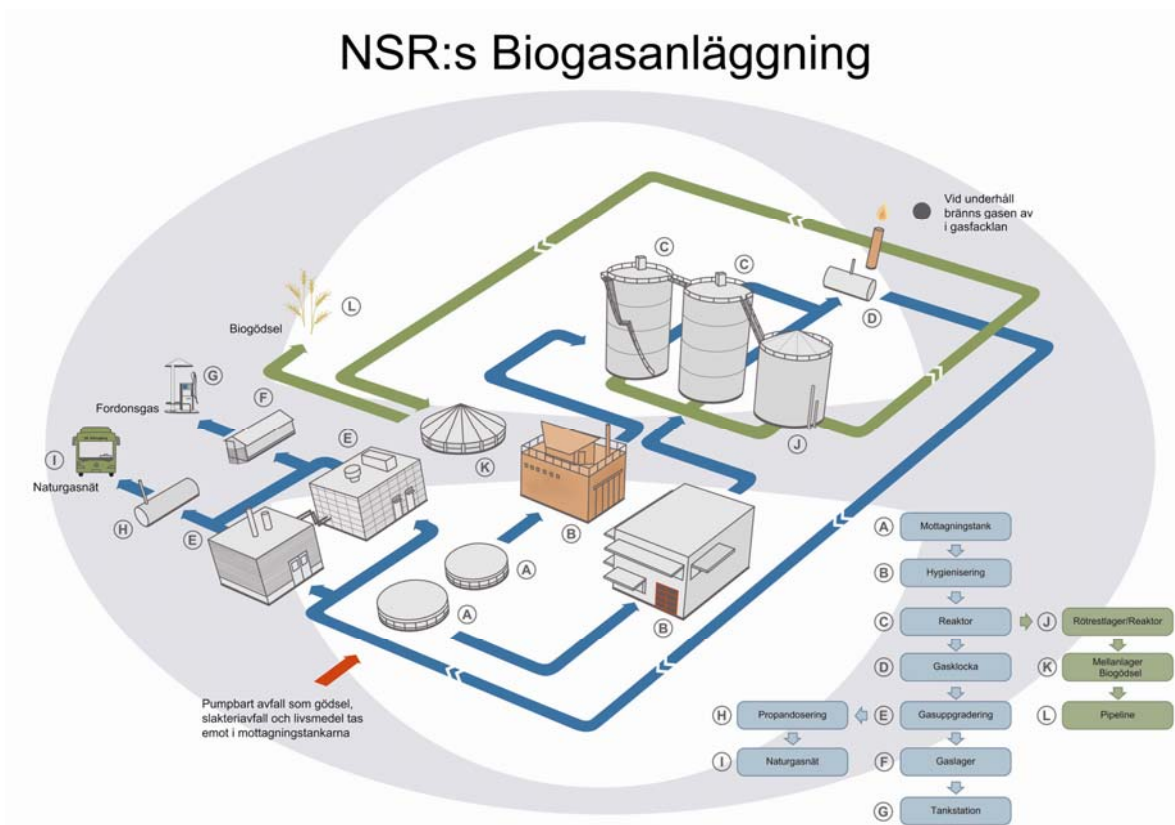 NSR:s Biogasanläggning
Vid underhåll
bränns gasen av
i gasfacklan
C
C
D
L
Biogödsel
G
Fordonsgas
F
E
I
Naturgasnät
H
E
K
J
B
A
A
B
Pumpbart avfall som gödsel,
slakteriavfall och livsmedel tas
emot i mottagningstankarna
A Mottagningstank
B Hygienisering
C Reaktor
J Rötrestlager/Reaktor
D Gasklocka
K Mellanlager
Biogödsel
H Propandosering
E Gasuppgradering
L Pipeline
I Naturgasnät
F Gaslager
G Tankstation